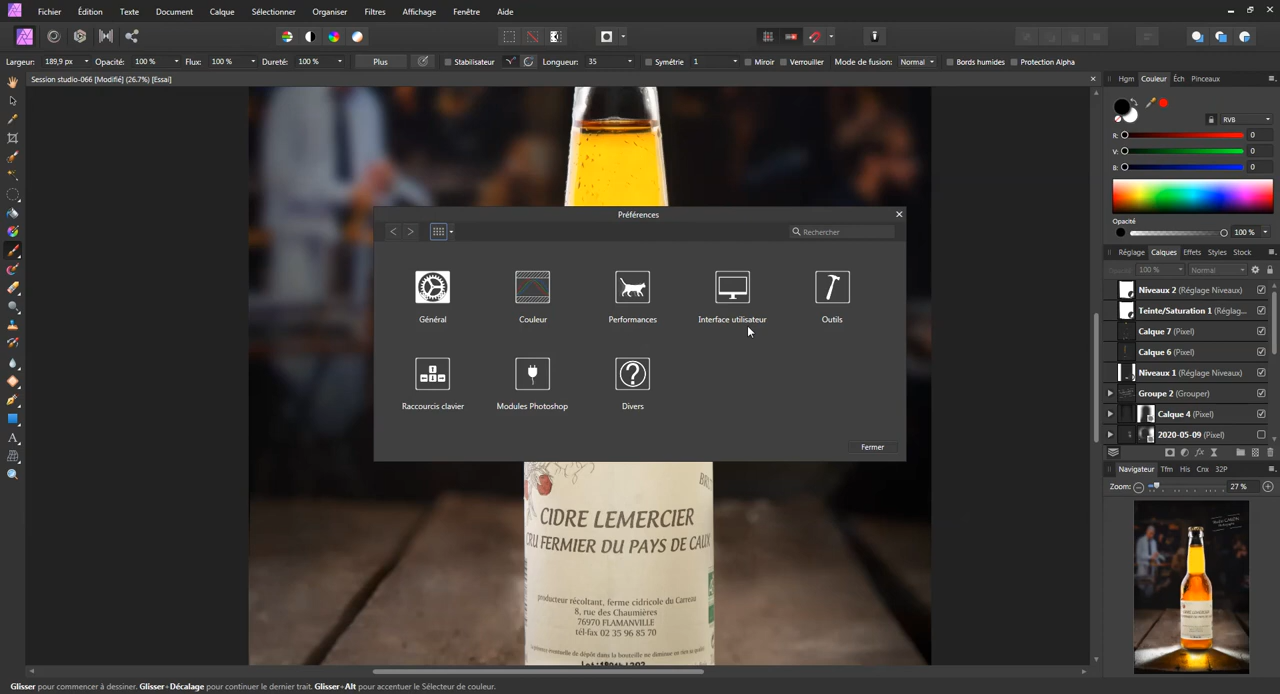 Fichier Édition Texte Document Calque Sélectionner Organiser Filtres Affichage Fenêtre Aide
Largeur: 189,9 px Opacité: 100 % Flux: 100 % Dureté: 100 % Plus Stabilisateur Longueur: 35 Symétrie 1 Miroir Verrouiller Mode de fusion: Normal Bords humides Protection Alpha
Session studio-066 [Modifié] (26.7%) [Essai]
Hgm Couleur Éch Pinceaux
RVB
R: 0
V: 0
B: 0
Opacité
100 %
Réglage Calques Effets Styles Stock
100 % Normal
Niveaux 2 (Réglage Niveaux)
Teinte/Saturation 1 (Réglag...
Calque 7 (Pixel)
Calque 6 (Pixel)
Niveaux 1 (Réglage Niveaux)
Groupe 2 (Grouper)
Calque 4 (Pixel)
2020-05-09 (Pixel)
Navigateur Tfm His Cnx 32P
Zoom: 27 %
Préférences
Rechercher
Général Couleur Performances Interface utilisateur Outils
Raccourcis clavier Modules Photoshop Divers
Fermer
CIDRE LEMERCIER
CRU FERMIER DU PAYS DE CAUX
producteur récoltant, ferme cidricole du Carreau
8, rue des Chaumières
76970 FLAMANVILLE
tél-fax 02 35 96 85 70
Glisser pour commencer à dessiner. Glisser+Décalage pour continuer le dernier trait. Glisser+Alt pour accentuer le Sélecteur de couleur.